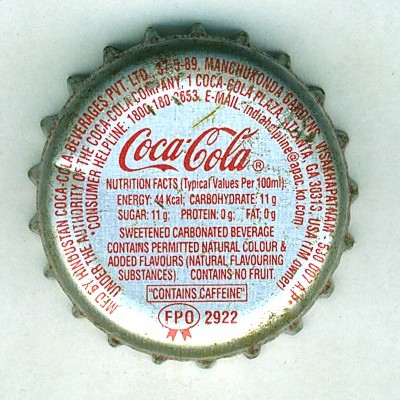 MFD BY HINDUSTAN COCA-COLA BEVERAGES PVT. LTD. 37-5-89, MANCHUKONDA GARDENS VISAKHAPATNAM - 530 007 A.P.
UNDER THE AUTHORITY OF THE COCA-COLA COMPANY, 1 COCA-COLA PLAZA, ATLANTA, GA 30313, USA (TM owner)
CONSUMER HELPLINE 1800-180-2653. E-MAIL:
Coca-Cola®
NUTRITION FACTS (Typical Values Per 100ml):
ENERGY: 44 Kcal; CARBOHYDRATE: 11 g
SUGAR: 11 g; PROTEIN: 0 g; FAT: 0 g
SWEETENED CARBONATED BEVERAGE
CONTAINS PERMITTED NATURAL COLOUR &
ADDED FLAVOURS (NATURAL FLAVOURING
SUBSTANCES). CONTAINS NO FRUIT.
"CONTAINS CAFFEINE"
FPO 2922